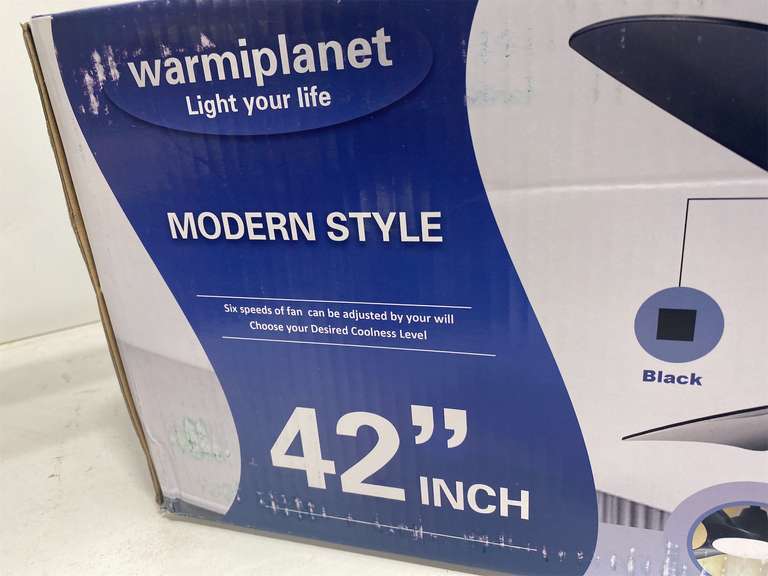 warmiplanet
Light your life
MODERN STYLE
Six speeds of fan can be adjusted by your will
Choose your Desired Coolness Level
42”
INCH
Black